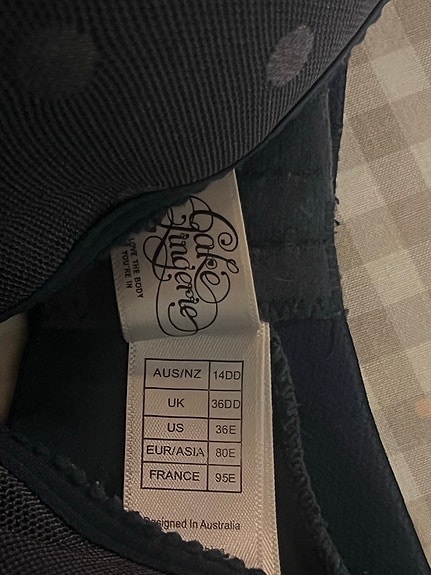 Cake
Lingerie
LOVE THE BODY
YOU'RE IN
AUS/NZ 14DD
UK 36DD
US 36E
EUR/ASIA 80E
FRANCE 95E
Designed In Australia